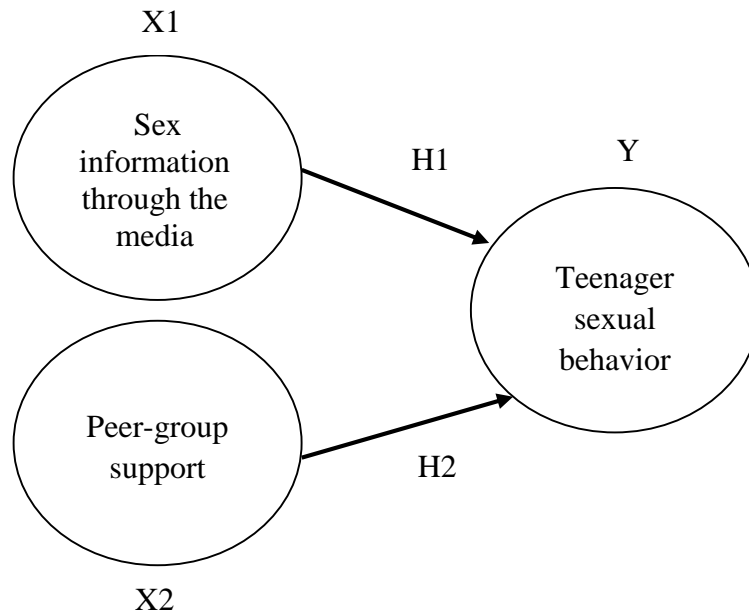 X1
Sex
information
through the
media
H1
Y
Teenager
sexual
behavior
Peer-group
support
H2
X2